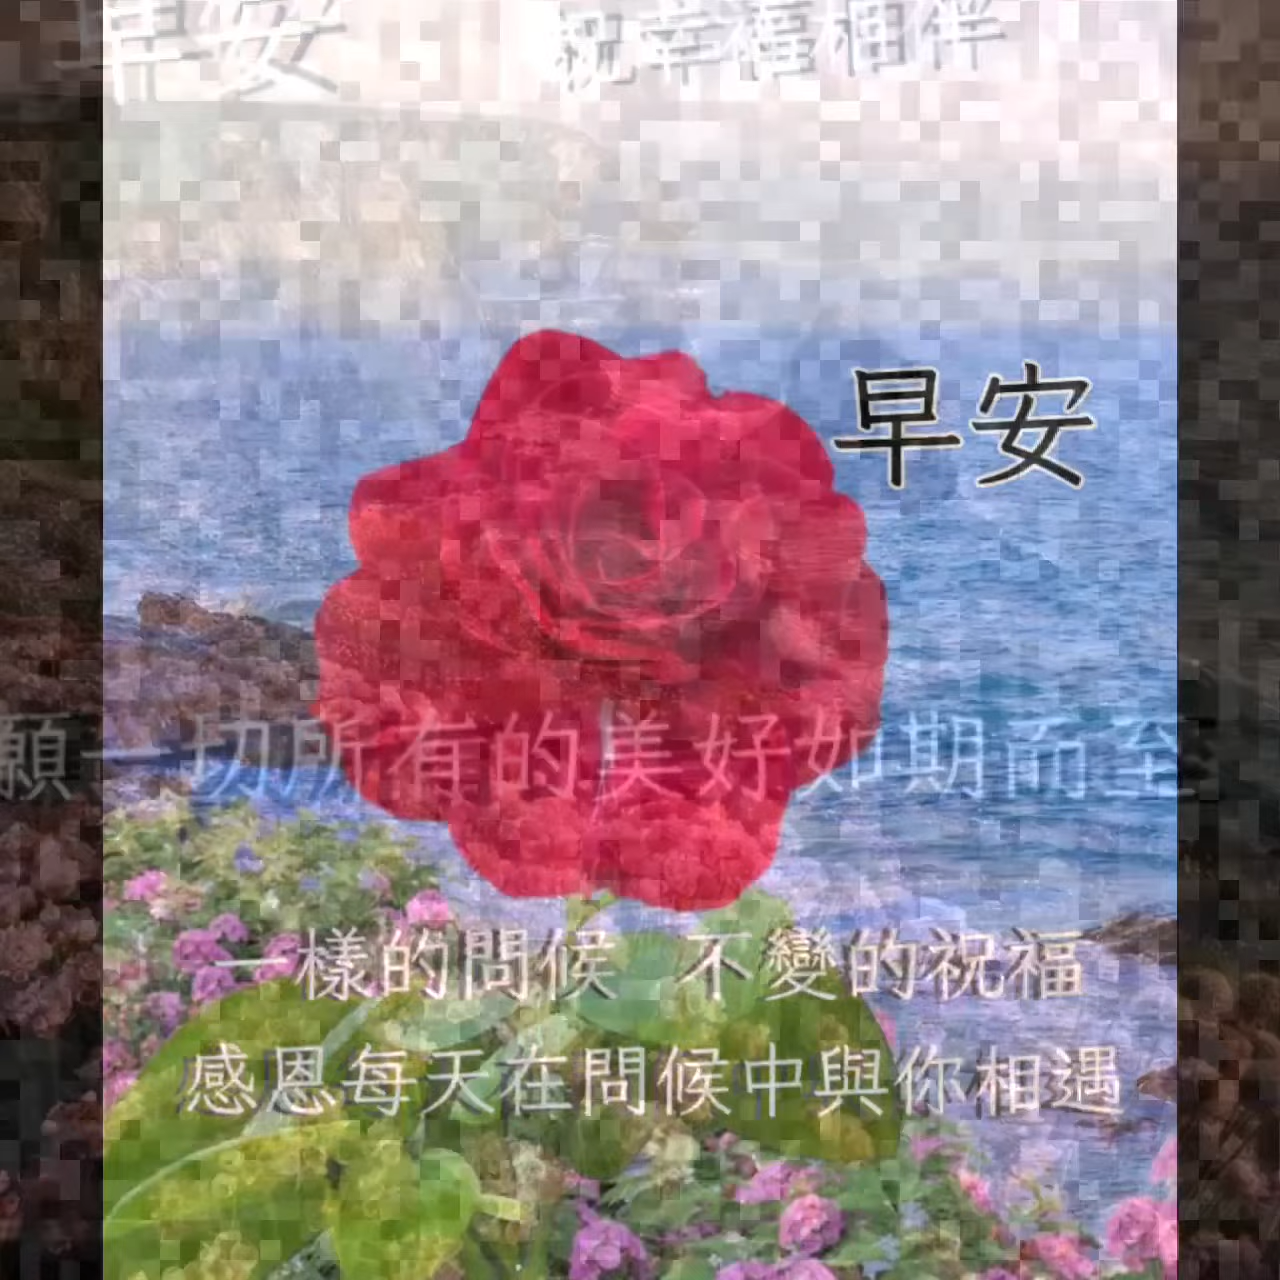 早安
祝幸福相伴
早安
願一切所有的美好如期而至
一樣的問候 不變的祝福
感恩每天在問候中與你相遇